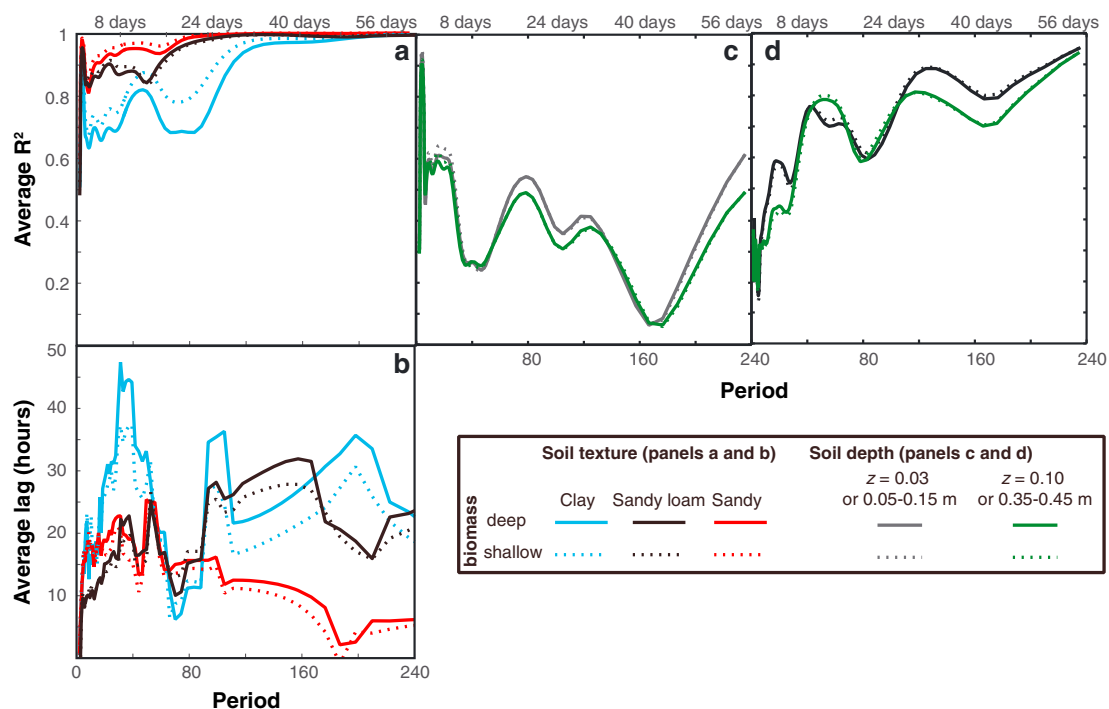 8 days 24 days 40 days 56 days 8 days 24 days 40 days 56 days 8 days 24 days 40 days 56 days
1 a c d
0.8
0.6
0.4
0.2
Average R²
80 160 240 80 160 240
Period
50 b
40
30
20
10
Average lag (hours)
0 80 160 240
Period
Soil texture (panels a and b) Soil depth (panels c and d)
z = 0.03 z = 0.10
Clay Sandy loam Sandy or 0.05-0.15 m or 0.35-0.45 m
biomass
deep
shallow